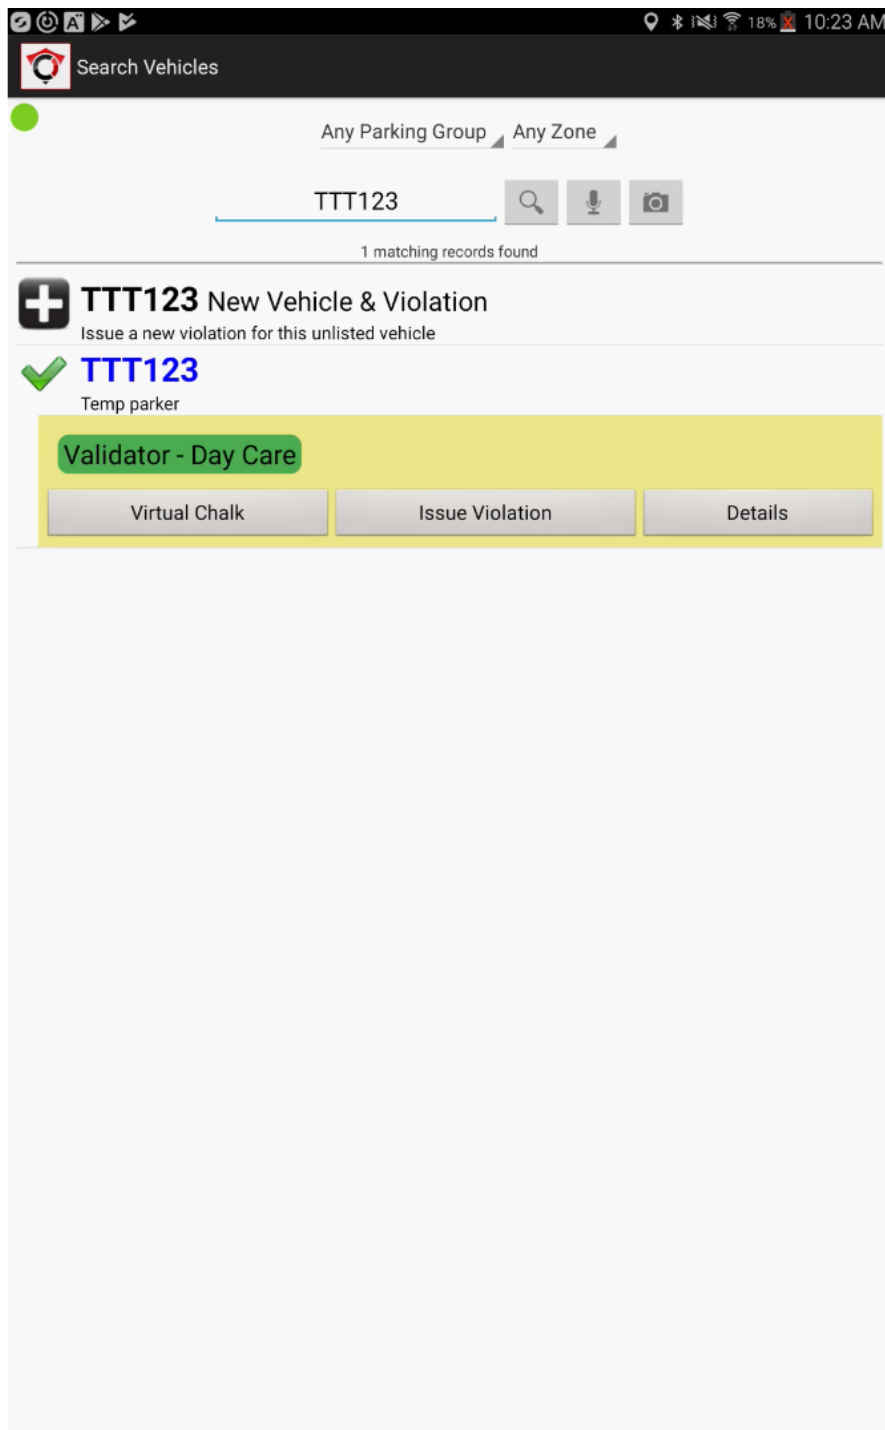 18% 10:23 AM
Search Vehicles
Any Parking Group Any Zone
TTT123
1 matching records found
TTT123 New Vehicle & Violation
Issue a new violation for this unlisted vehicle
TTT123
Temp parker
Validator - Day Care
Virtual Chalk Issue Violation Details